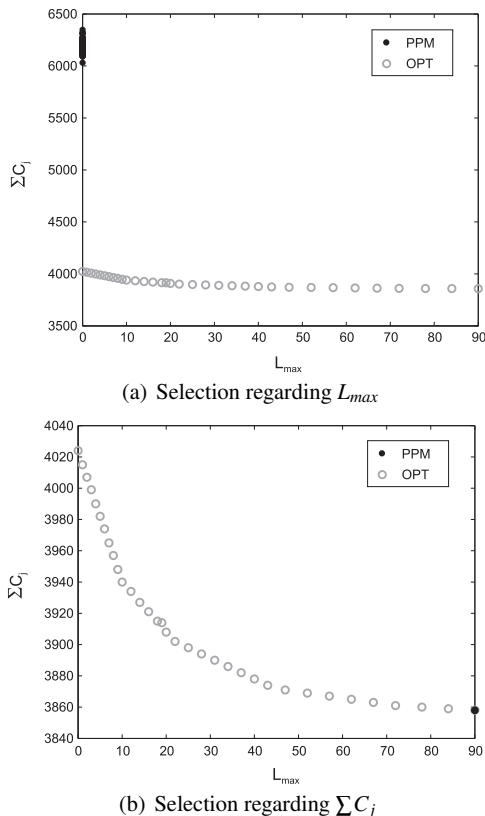 6500
6000
5500
5000
4500
4000
3500
ΣC_j
PPM
OPT
0 10 20 30 40 50 60 70 80 90
L_max
(a) Selection regarding L_max
4040
4020
4000
3980
3960
3940
3920
3900
3880
3860
3840
ΣC_j
PPM
OPT
0 10 20 30 40 50 60 70 80 90
L_max
(b) Selection regarding ∑C_j